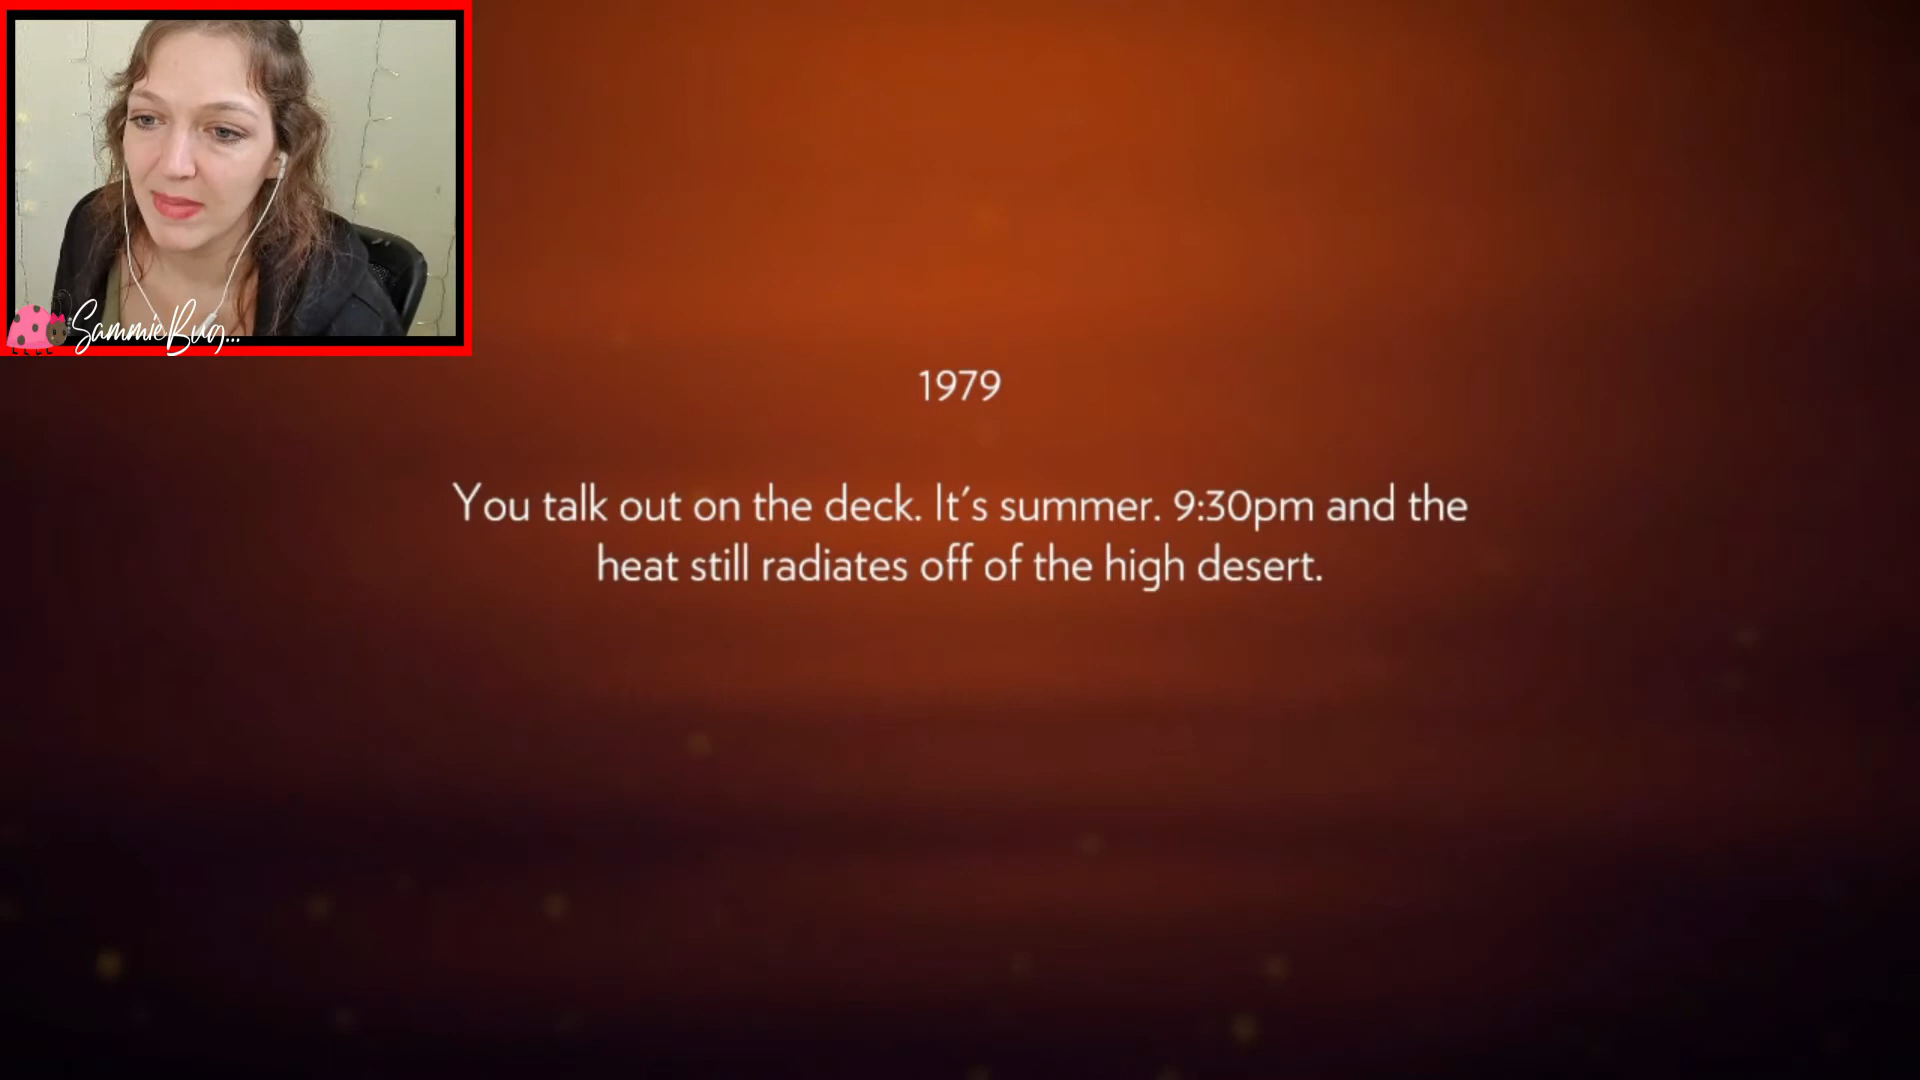 SammieBug...
1979
You talk out on the deck. It's summer. 9:30pm and the
heat still radiates off of the high desert.